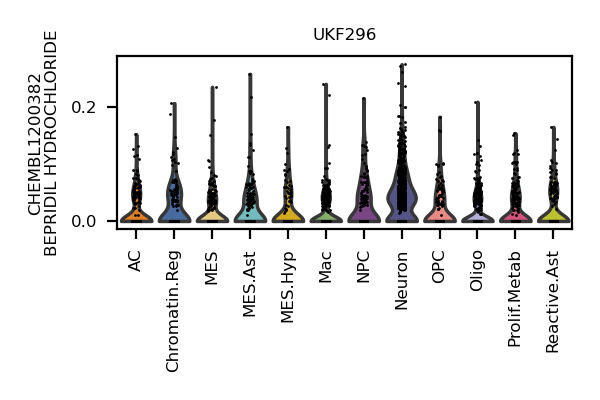 UKF296
CHEMBL1200382
BEPRIDIL HYDROCHLORIDE
0.2
0.0
AC
Chromatin.Reg
MES
MES.Ast
MES.Hyp
Mac
NPC
Neuron
OPC
Oligo
Prolif.Metab
Reactive.Ast